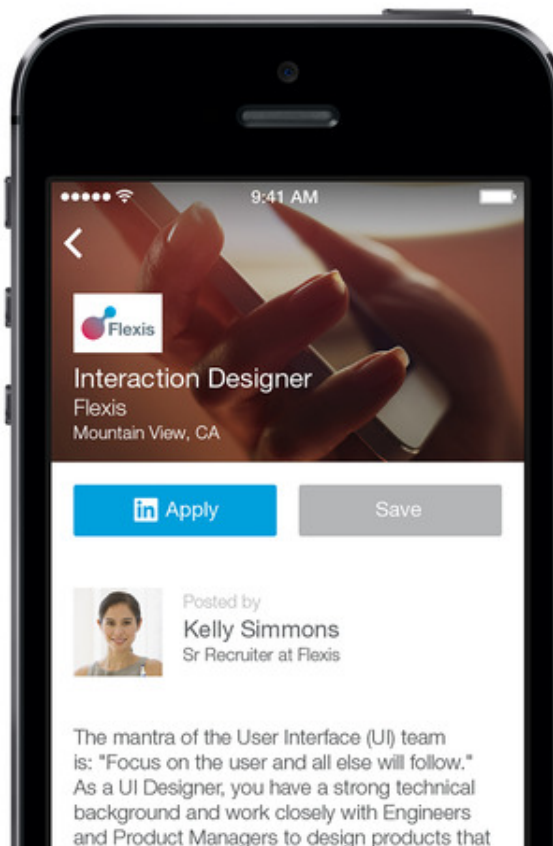 9:41 AM
Flexis
Interaction Designer
Flexis
Mountain View, CA
in Apply
Save
Posted by
Kelly Simmons
Sr Recruiter at Flexis
The mantra of the User Interface (UI) team
is: "Focus on the user and all else will follow."
As a UI Designer, you have a strong technical
background and work closely with Engineers
and Product Managers to design products that